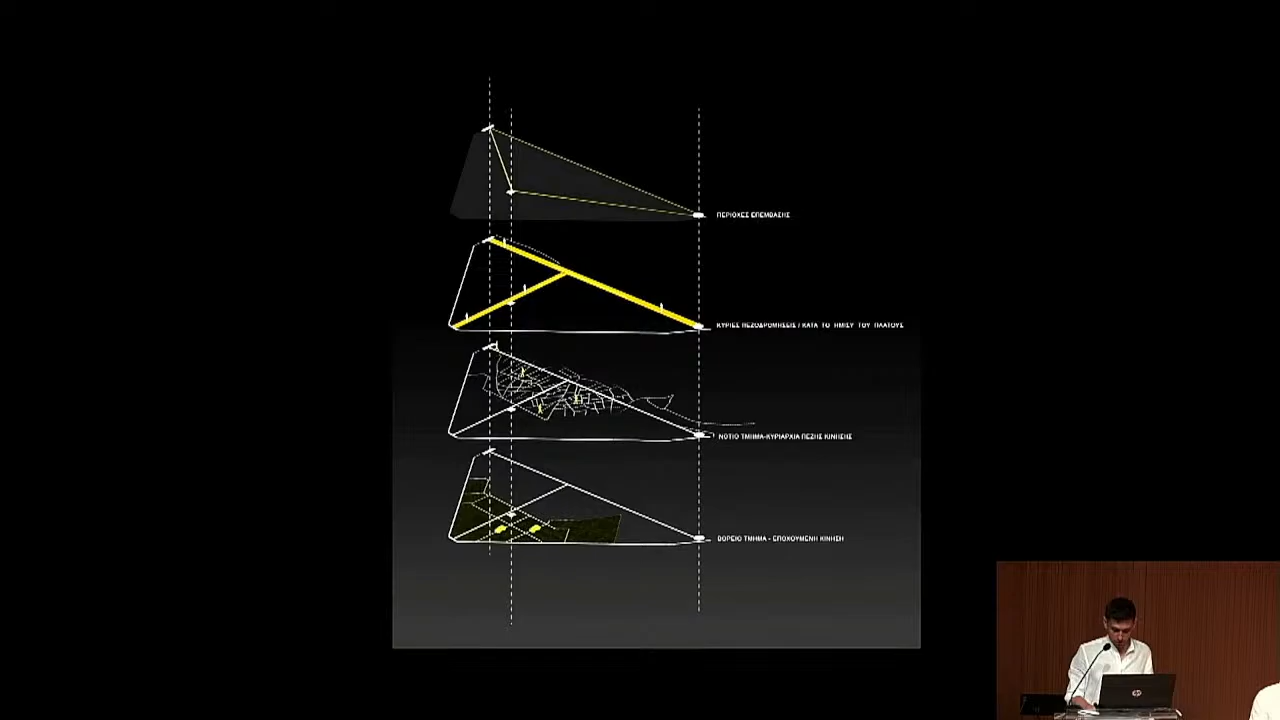 ΠΕΡΙΟΧΕΣ ΕΠΕΜΒΑΣΗΣ
ΚΥΡΙΕΣ ΠΕΖΟΔΡΟΜΗΣΕΙΣ / ΚΑΤΑ ΤΟ ΗΜΙΣΥ ΤΟΥ ΠΛΑΤΟΥΣ
ΝΟΤΙΟ ΤΜΗΜΑ-ΚΥΡΙΑΡΧΙΑ ΠΕΖΗΣ ΚΙΝΗΣΗΣ
ΒΟΡΕΙΟ ΤΜΗΜΑ - ΕΠΟΧΟΥΜΕΝΗ ΚΙΝΗΣΗ